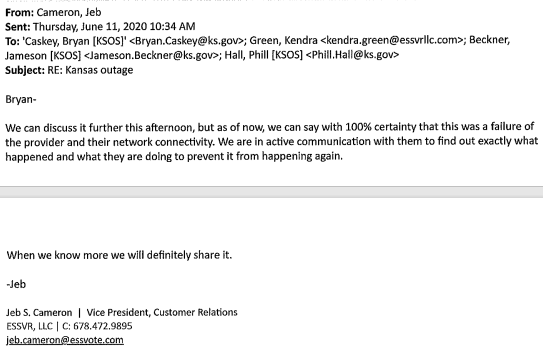 From: Cameron, Jeb
Sent: Thursday, June 11, 2020 10:34 AM
To: 'Caskey, Bryan [KSOS]' <Bryan.Caskey@ks.gov>; Green, Kendra <kendra.green@essvrllc.com>; Beckner,
Jameson [KSOS] <Jameson.Beckner@ks.gov>; Hall, Phill [KSOS] <Phill.Hall@ks.gov>
Subject: RE: Kansas outage
Bryan-
We can discuss it further this afternoon, but as of now, we can say with 100% certainty that this was a failure of
the provider and their network connectivity. We are in active communication with them to find out exactly what
happened and what they are doing to prevent it from happening again.
When we know more we will definitely share it.
-Jeb
Jeb S. Cameron | Vice President, Customer Relations
ESSVR, LLC | C: 678.472.9895
jeb.cameron@essvote.com